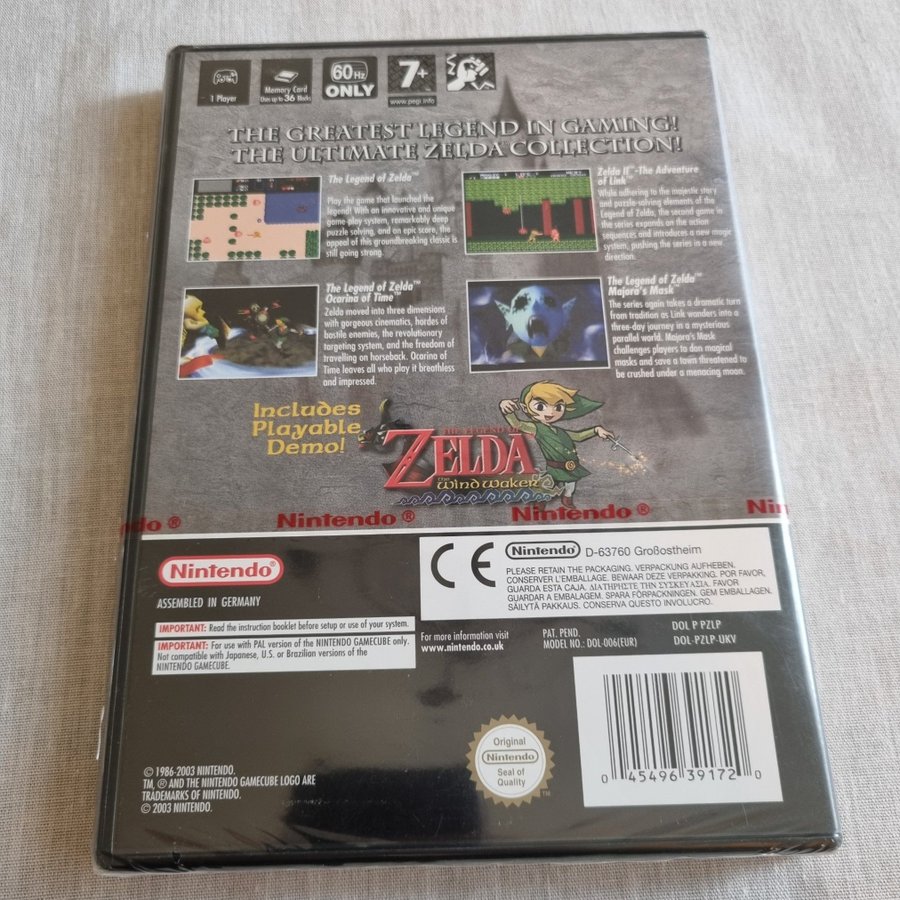 1 Player
Memory Card
Uses up to 36 Blocks
60Hz
ONLY
7+
www.pegi.info
THE GREATEST LEGEND IN GAMING!
THE ULTIMATE ZELDA COLLECTION!
The Legend of Zelda™
Play the game that launched the
legend! With an innovative and unique
game play system, remarkably deep
puzzle solving, and on epic score, the
appeal of this groundbreaking classic is
still going strong.
Zelda II™-The Adventure
of Link™
While adhering to the majestic story
and puzzle-solving elements of the
Legend of Zelda, the second game in
the series expands on the action
sequences and introduces a new magic
system, pushing the series in a new
direction.
The Legend of Zelda™
Ocarina of Time™
Zelda moved into three dimensions
with gorgeous cinematics, hordes of
hostile enemies, the revolutionary
targeting system, and the freedom of
travelling on horseback. Ocarina of
Time leaves all who play it breathless
and impressed.
The Legend of Zelda™
Majora's Mask™
The series again takes a dramatic turn
from tradition as Link wanders into a
three-day journey in a mysterious
parallel world. Majora's Mask
challenges players to don magical
masks and save a town threatened to
be crushed under a menacing moon.
Includes
Playable
Demo!
THE LEGEND OF
ZELDA
the Wind Waker
ndo ® Nintendo ® Nintendo ® Nin
Nintendo®
ASSEMBLED IN GERMANY
CE
Nintendo D-63760 Großostheim
PLEASE RETAIN THE PACKAGING. VERPACKUNG AUFHEBEN.
CONSERVER L'EMBALLAGE. BEWAAR DEZE VERPAKKING. POR FAVOR,
GUARDA ESTA CAJA. ΔΙΑΤΗΡΗΣΤΕ ΤΗΝ ΣΥΣΚΕΥΑΣΙΑ. FAVOR
GUARDAR A EMBALAGEM. SPARA FÖRPACKNINGEN. GEM EMBALLAGEN.
SÄILYTÄ PAKKAUS. CONSERVA QUESTO INVOLUCRO.
IMPORTANT: Read the instruction booklet before setup or use of your system.
IMPORTANT: For use with PAL version of the NINTENDO GAMECUBE only.
Not compatible with Japanese, U.S. or Brazilian versions of the
NINTENDO GAMECUBE.
For more information visit
www.nintendo.co.uk
PAT. PEND.
MODEL NO.: DOL-006(EUR)
DOL P PZLP
DOL-PZLP-UKV
Original
Nintendo
Seal of
Quality
™
0 45496 39172 0
© 1986-2003 NINTENDO.
TM, ® AND THE NINTENDO GAMECUBE LOGO ARE
TRADEMARKS OF NINTENDO.
© 2003 NINTENDO.